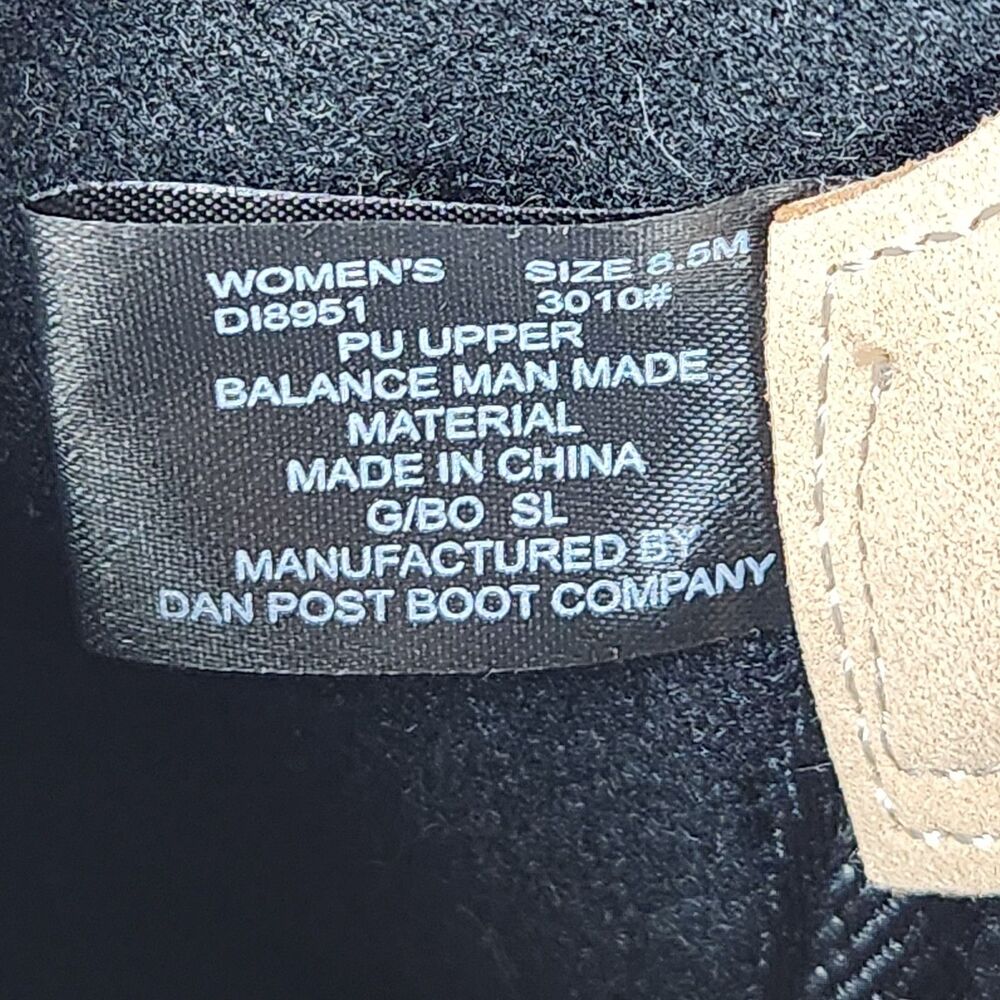 WOMEN'S SIZE 8.5M
DI8951 3010#
PU UPPER
BALANCE MAN MADE
MATERIAL
MADE IN CHINA
G/BO SL
MANUFACTURED BY
DAN POST BOOT COMPANY